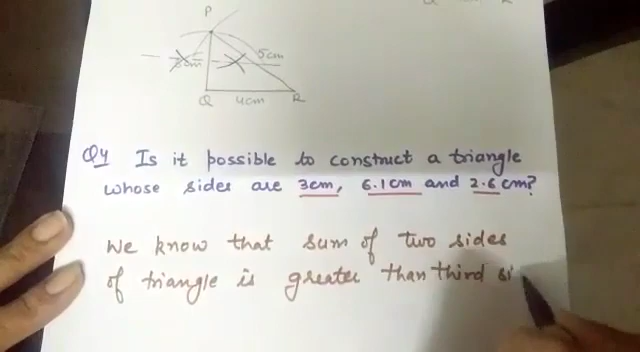 P
5cm
Q 4cm R
Q4 Is it possible to construct a triangle
whose sides are 3cm, 6.1cm and 2.6cm?
We know that sum of two sides
of triangle is greater than third si